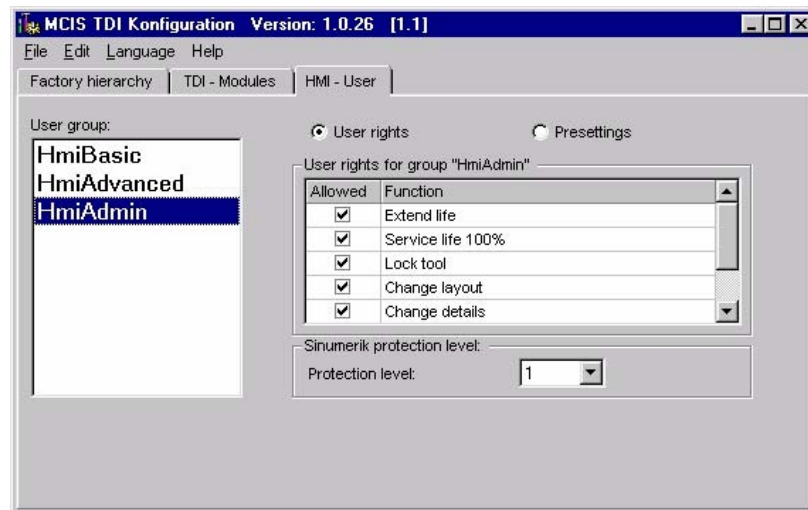 MCIS TDI Konfiguration Version: 1.0.26 [1.1]
File Edit Language Help
Factory hierarchy TDI - Modules HMI - User
User group:
HmiBasic
HmiAdvanced
HmiAdmin
User rights Presettings
User rights for group "HmiAdmin"
Allowed Function
Extend life
Service life 100%
Lock tool
Change layout
Change details
Sinumerik protection level:
Protection level: 1